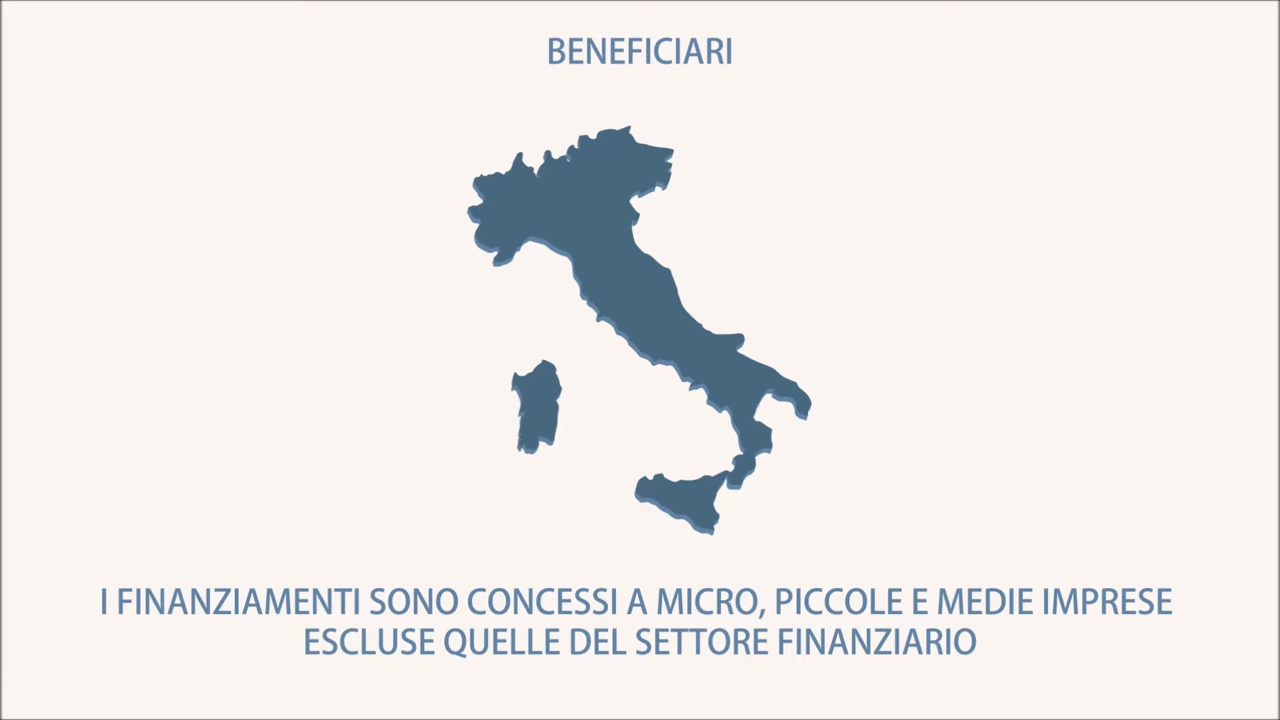 BENEFICIARI
I FINANZIAMENTI SONO CONCESSI A MICRO, PICCOLE E MEDIE IMPRESE
ESCLUSE QUELLE DEL SETTORE FINANZIARIO